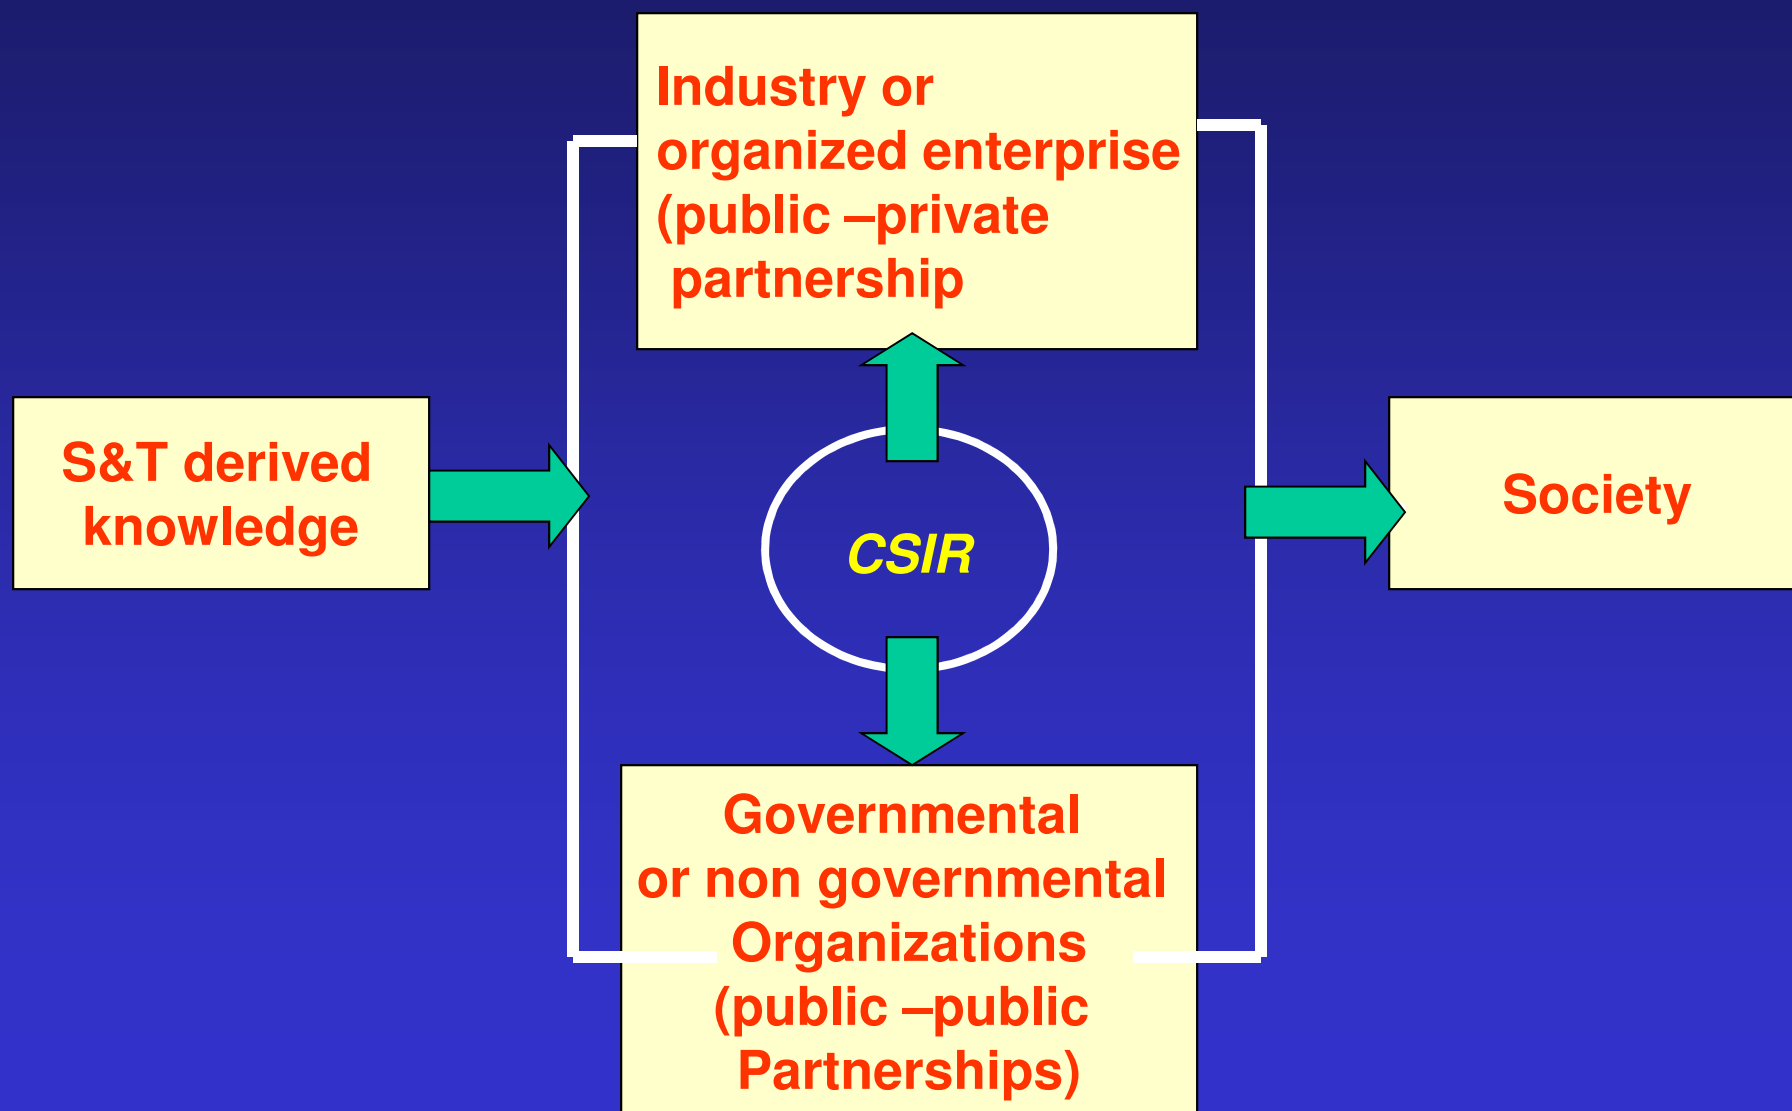 Industry or
organized enterprise
(public –private
partnership
S&T derived
knowledge
CSIR
Society
Governmental
or non governmental
Organizations
(public –public
Partnerships)